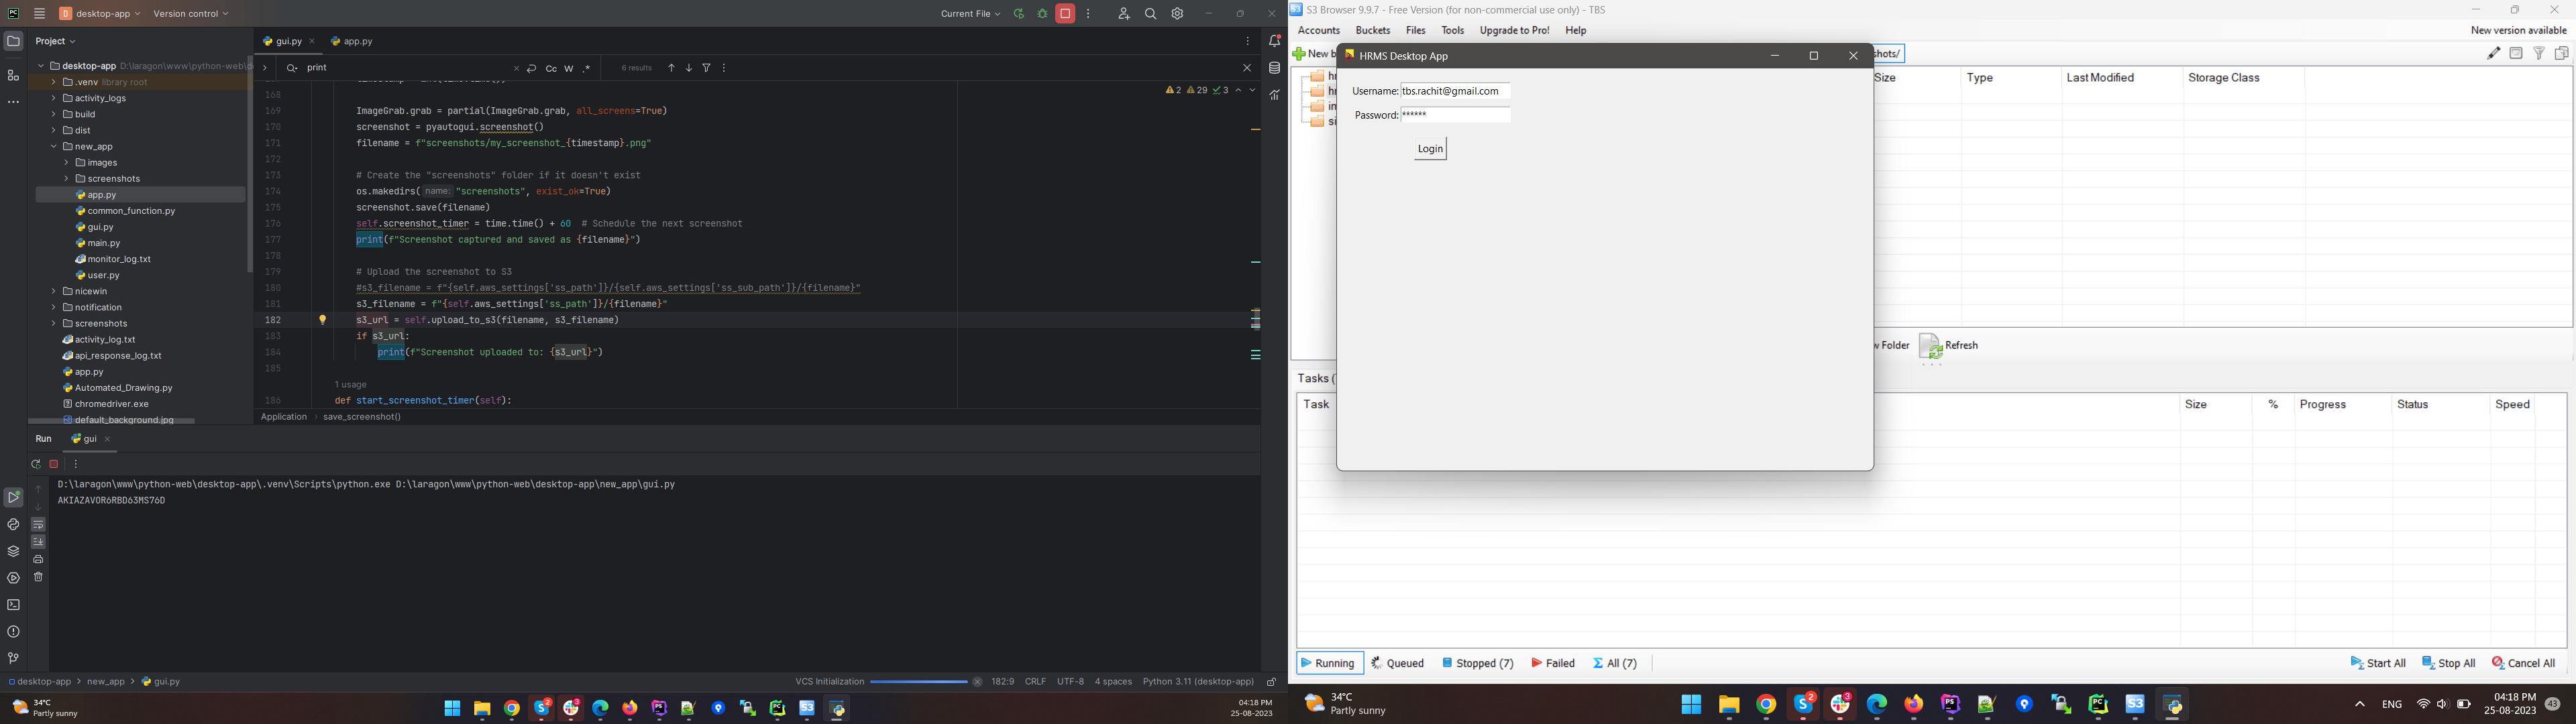 desktop-app
Version control
Current File
Project
gui.py
app.py
print
Cc
W
.*
6 results
2 29 3
desktop-app D:\laragon\www\python-web\d
.venv library root
activity_logs
build
dist
new_app
images
screenshots
app.py
common_function.py
gui.py
main.py
monitor_log.txt
user.py
nicewin
notification
screenshots
activity_log.txt
api_response_log.txt
app.py
Automated_Drawing.py
chromedriver.exe
default_background.jpg
168
169 ImageGrab.grab = partial(ImageGrab.grab, all_screens=True)
170 screenshot = pyautogui.screenshot()
171 filename = f"screenshots/my_screenshot_{timestamp}.png"
172
173 # Create the "screenshots" folder if it doesn't exist
174 os.makedirs( name: "screenshots", exist_ok=True)
175 screenshot.save(filename)
176 self.screenshot_timer = time.time() + 60 # Schedule the next screenshot
177 print(f"Screenshot captured and saved as {filename}")
178
179 # Upload the screenshot to S3
180 #s3_filename = f"{self.aws_settings['ss_path']}/{self.aws_settings['ss_sub_path']}/{filename}"
181 s3_filename = f"{self.aws_settings['ss_path']}/{filename}"
182 s3_url = self.upload_to_s3(filename, s3_filename)
183 if s3_url:
184 print(f"Screenshot uploaded to: {s3_url}")
185
1 usage
186 def start_screenshot_timer(self):
Application > save_screenshot()
Run
gui
D:\laragon\www\python-web\desktop-app\.venv\Scripts\python.exe D:\laragon\www\python-web\desktop-app\new_app\gui.py
AKIAZAVOR6RBD63MS76D
desktop-app > new_app > gui.py
VCS Initialization
182:9
CRLF
UTF-8
4 spaces
Python 3.11 (desktop-app)
34°C
Partly sunny
04:18 PM
25-08-2023
S3 Browser 9.9.7 - Free Version (for non-commercial use only) - TBS
Accounts
Buckets
Files
Tools
Upgrade to Pro!
Help
New version available
New b
shots/
Size
Type
Last Modified
Storage Class
HRMS Desktop App
Username: tbs.rachit@gmail.com
Password: ******
Login
w Folder
Refresh
Tasks (
Task
Size
%
Progress
Status
Speed
Running
Queued
Stopped (7)
Failed
All (7)
Start All
Stop All
Cancel All
34°C
Partly sunny
ENG
04:18 PM
25-08-2023
43